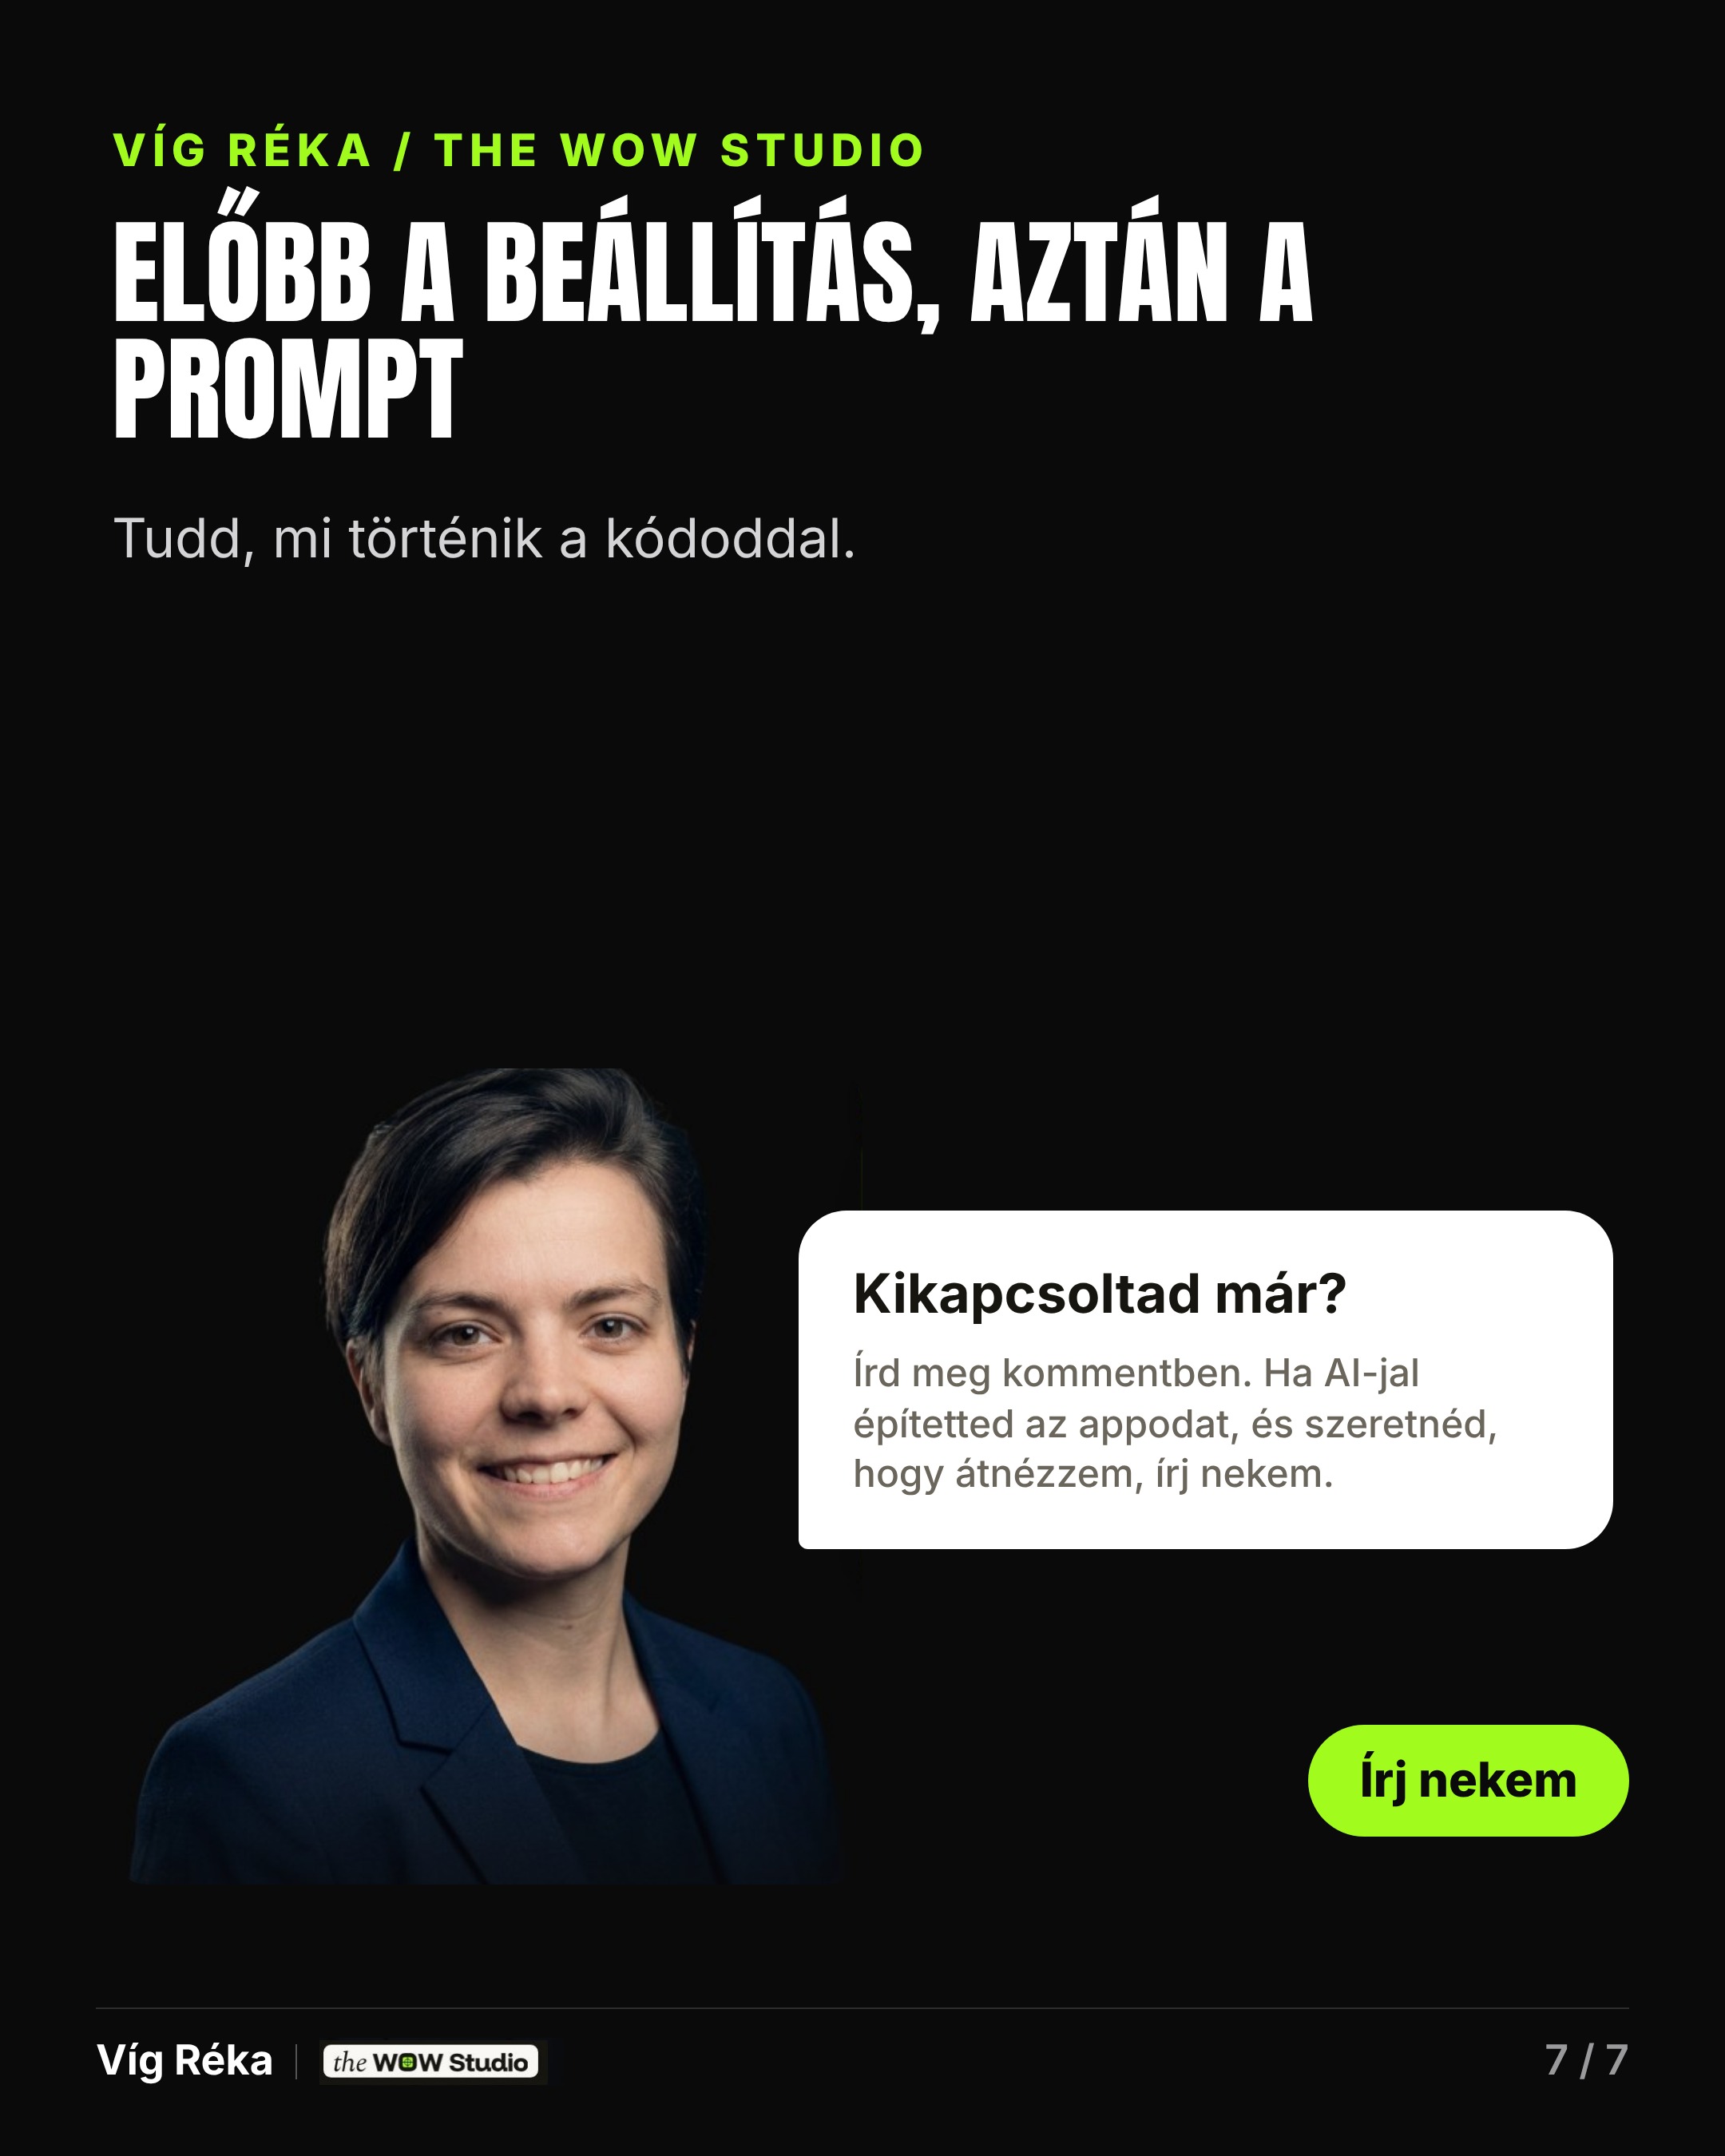 VÍG RÉKA / THE WOW STUDIO
ELŐBB A BEÁLLÍTÁS, AZTÁN A
PROMPT
Tudd, mi történik a kódoddal.
Kikapcsoltad már?
Írd meg kommentben. Ha AI-jal
építetted az appodat, és szeretnéd,
hogy átnézzem, írj nekem.
Írj nekem
Víg Réka
the WOW Studio
7 / 7